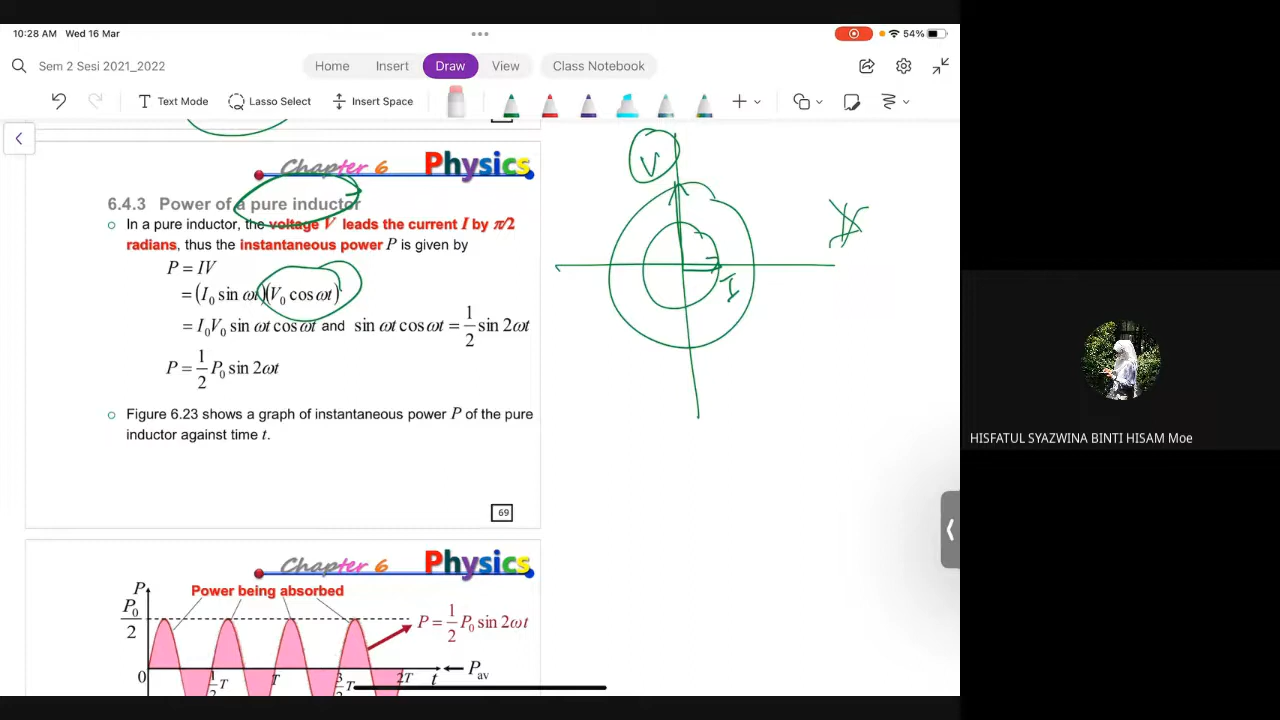 10:28 AM Wed 16 Mar
54%
Sem 2 Sesi 2021_2022
Home Insert Draw View Class Notebook
Text Mode Lasso Select Insert Space
Chapter 6 Physics
6.4.3 Power of a pure inductor
In a pure inductor, the voltage V leads the current I by π/2
radians, thus the instantaneous power P is given by
P = IV
= (I₀ sin ωt)(V₀ cos ωt)
= I₀V₀ sin ωt cos ωt and sin ωt cos ωt = 1/2 sin 2ωt
P = 1/2 P₀ sin 2ωt
Figure 6.23 shows a graph of instantaneous power P of the pure
inductor against time t.
69
V
I
HISFATUL SYAZWINA BINTI HISAM Moe
Chapter 6 Physics
P
Power being absorbed
P₀/2
P = 1/2 P₀ sin 2ωt
0 T T T 2T t P_av